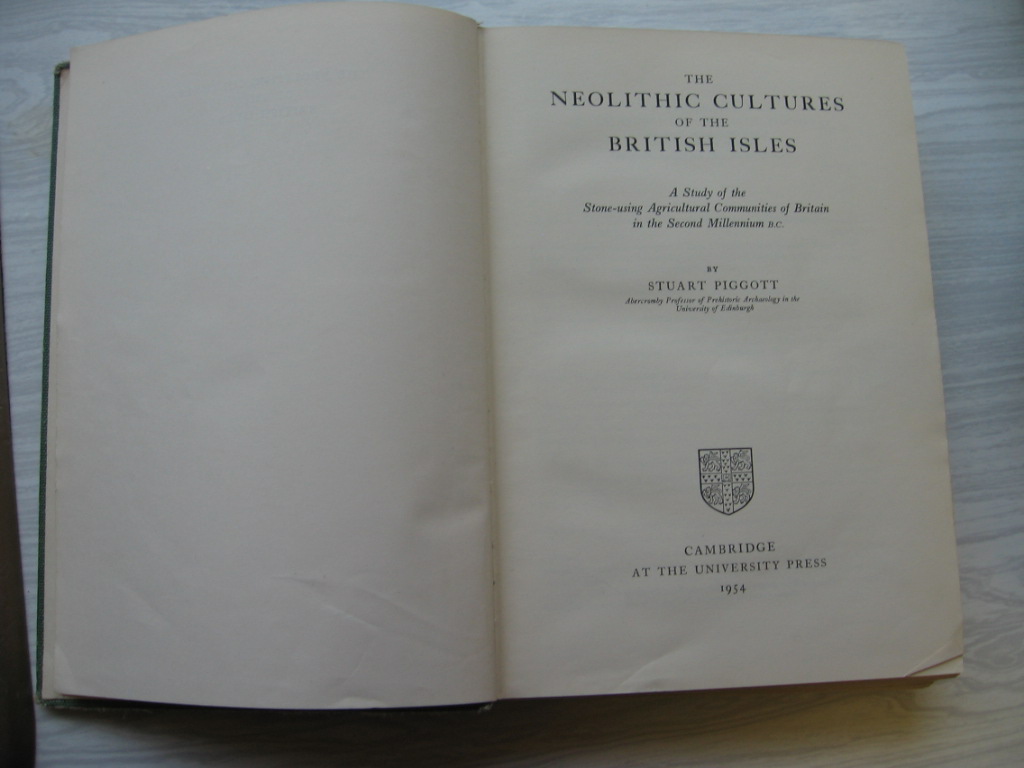 THE
NEOLITHIC CULTURES
OF THE
BRITISH ISLES
A Study of the
Stone-using Agricultural Communities of Britain
in the Second Millennium B.C.
BY
STUART PIGGOTT
Abercromby Professor of Prehistoric Archaeology in the
University of Edinburgh
CAMBRIDGE
AT THE UNIVERSITY PRESS
1954